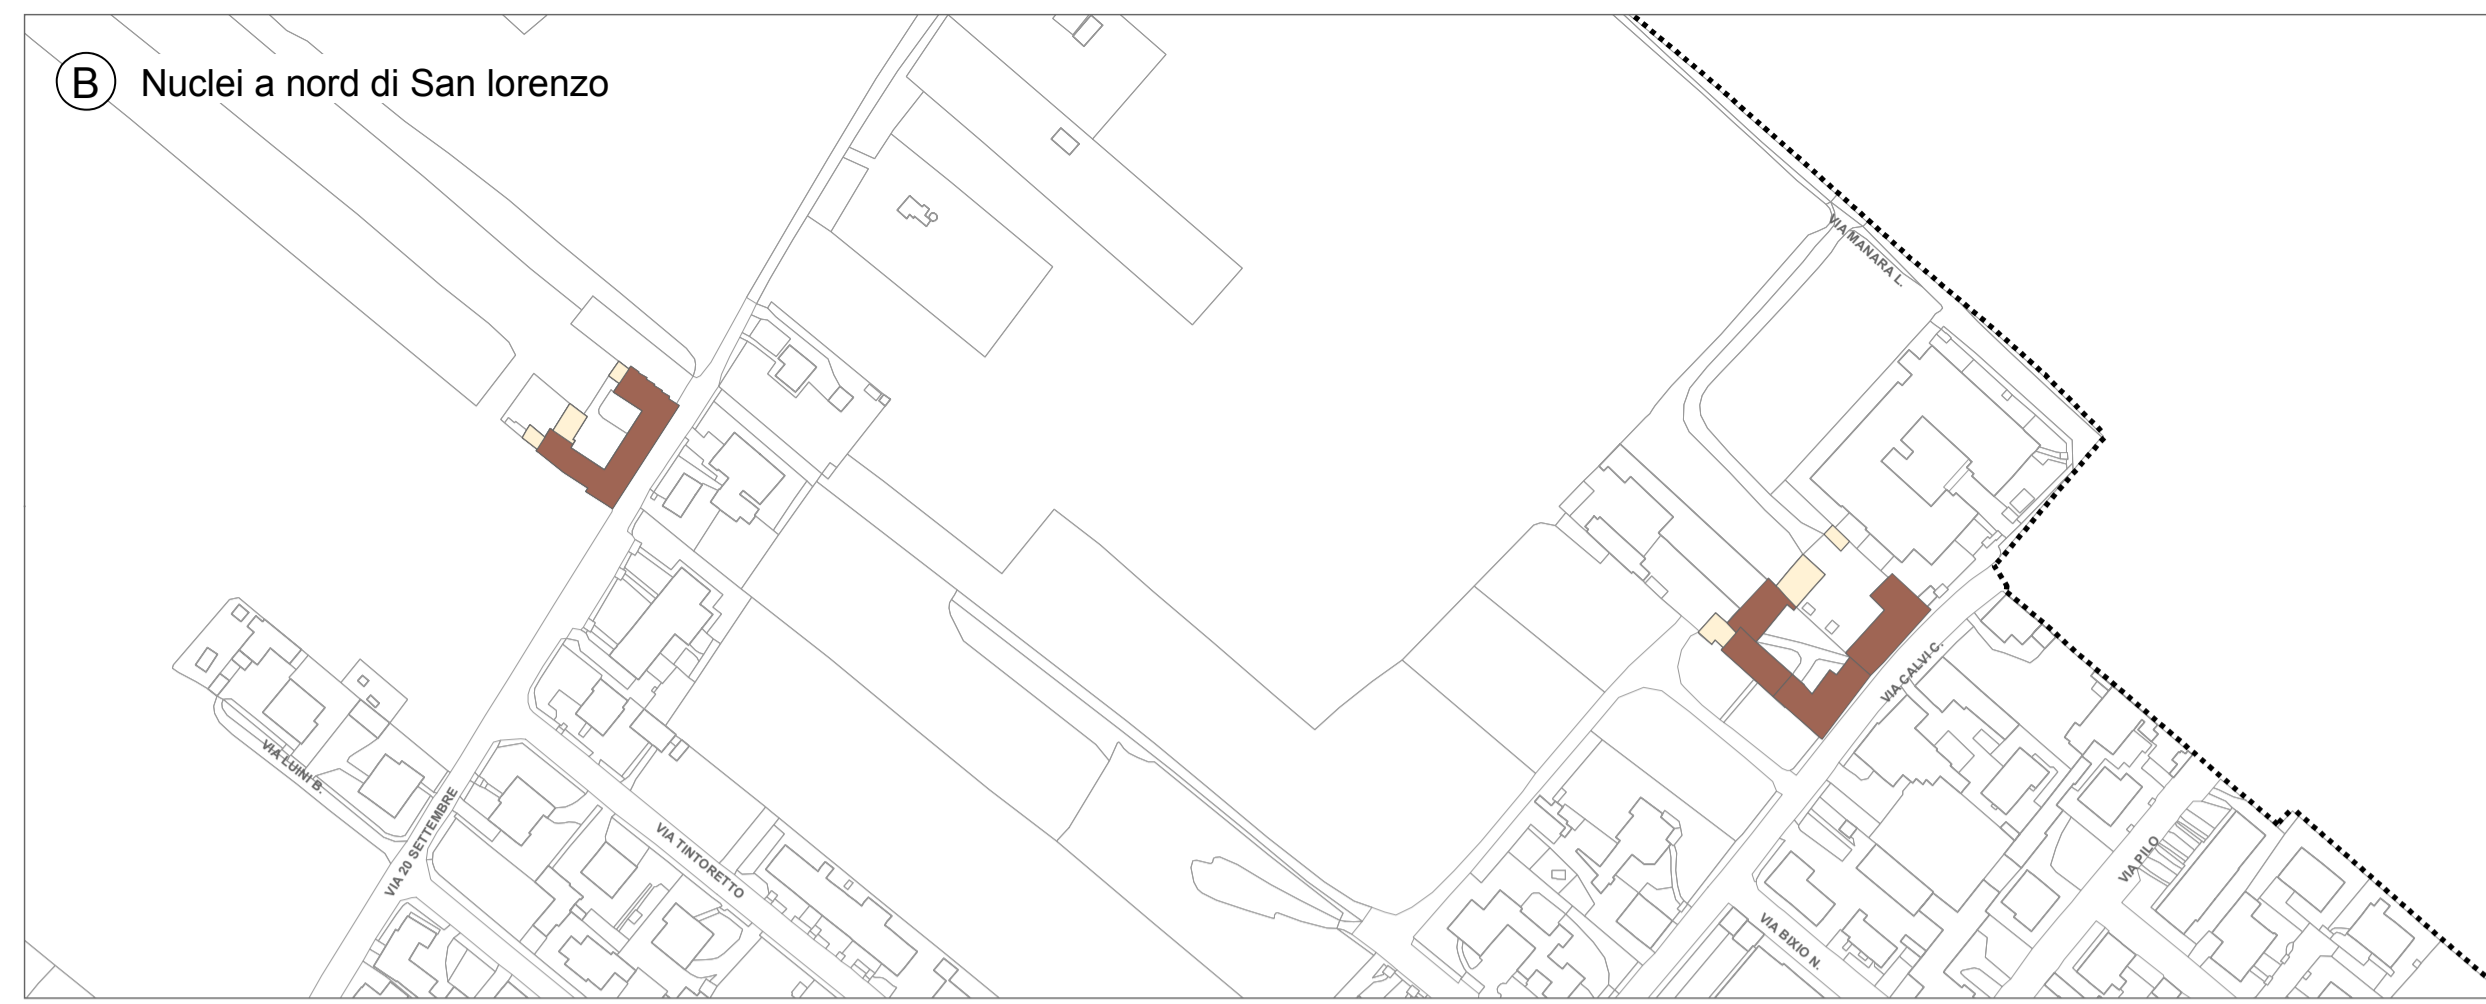 B Nuclei a nord di San lorenzo
VIA MANARA L.
VIA CALVI C.
VIA LUINI B.
VIA 20 SETTEMBRE
VIA TINTORETTO
VIA PILO
VIA BIXIO N.